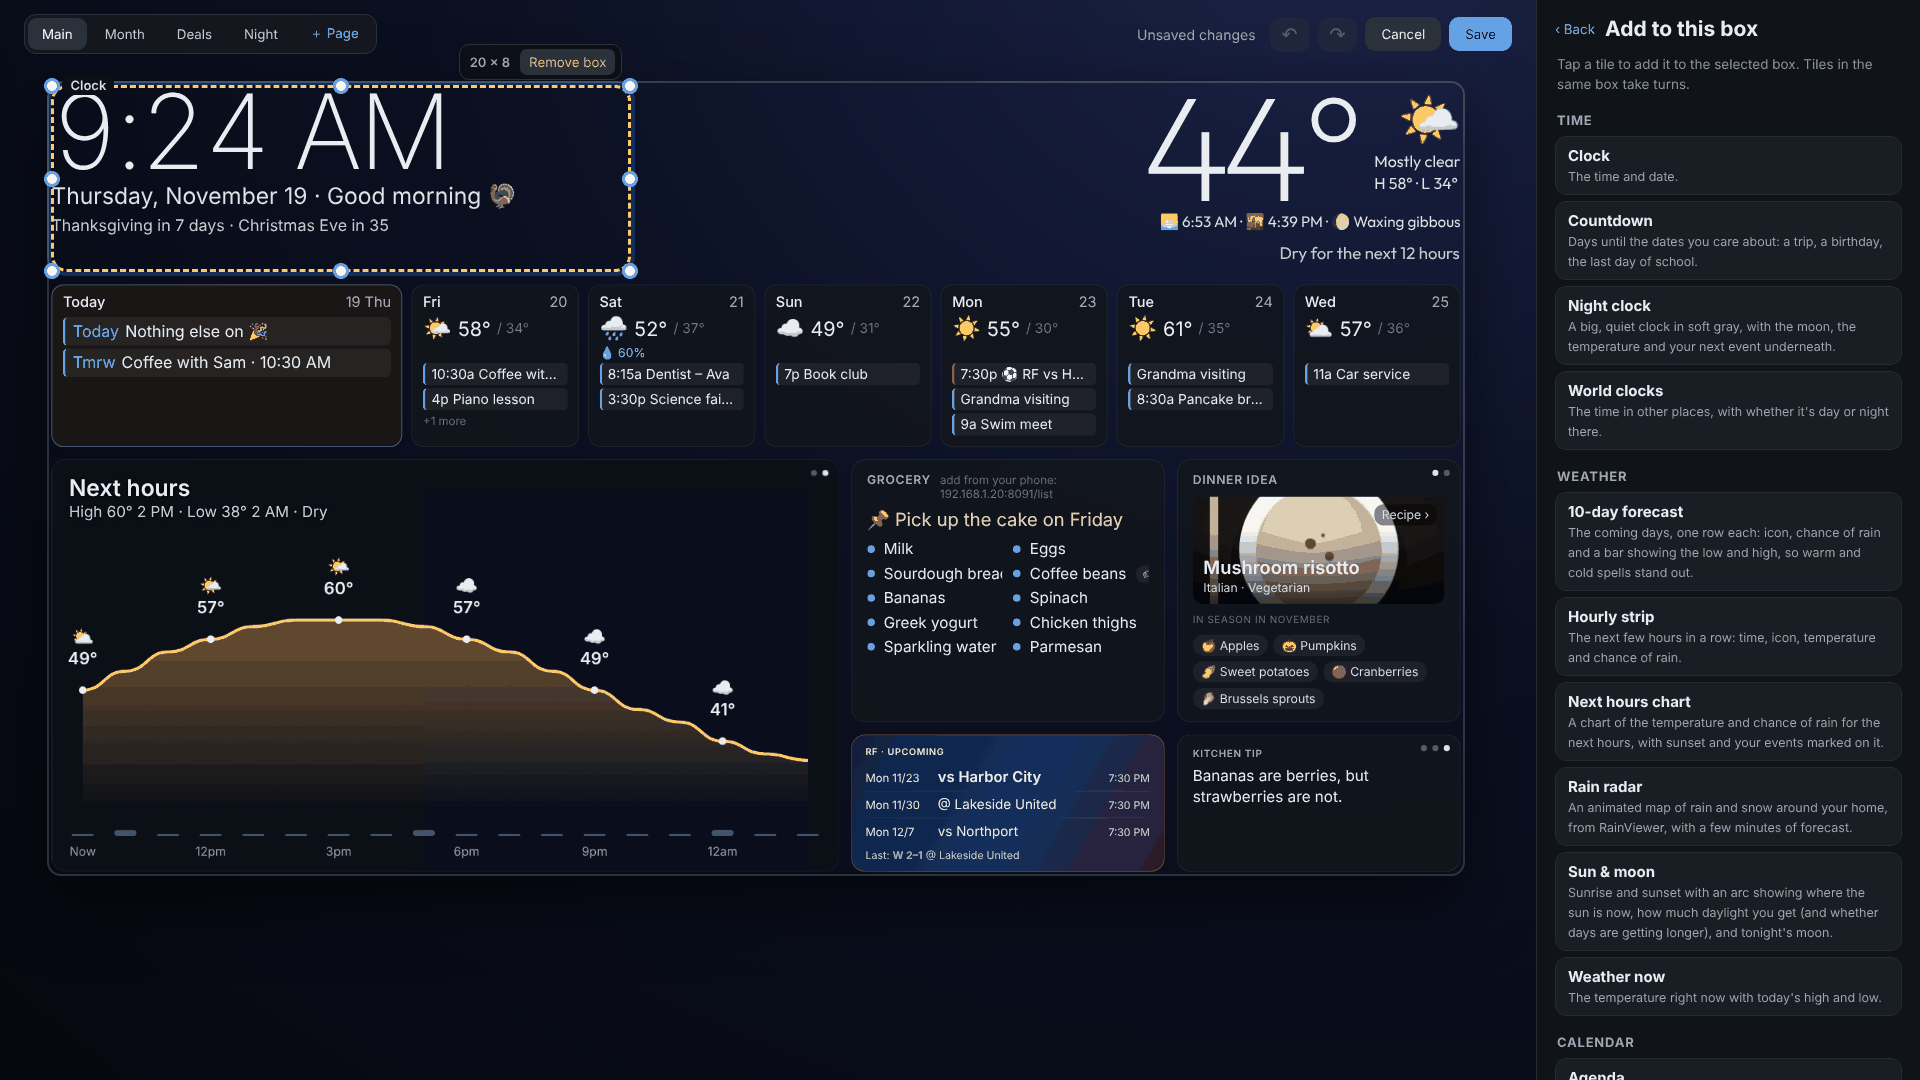 Main Month Deals Night + Page
Unsaved changes ↶ ↷ Cancel Save
20 × 8 Remove box
Clock
9:24 AM
Thursday, November 19 · Good morning 🦃
Thanksgiving in 7 days · Christmas Eve in 35
44°
Mostly clear
H 58° · L 34°
🌅 6:53 AM · 🌇 4:39 PM · 🌔 Waxing gibbous
Dry for the next 12 hours
Today 19 Thu
Today Nothing else on 🎉
Tmrw Coffee with Sam · 10:30 AM
Fri 20
58° / 34°
10:30a Coffee wit…
4p Piano lesson
+1 more
Sat 21
52° / 37°
💧 60%
8:15a Dentist – Ava
3:30p Science fai…
Sun 22
49° / 31°
7p Book club
Mon 23
55° / 30°
7:30p ⚽ RF vs H…
Grandma visiting
9a Swim meet
Tue 24
61° / 35°
Grandma visiting
8:30a Pancake br…
Wed 25
57° / 36°
11a Car service
Next hours
High 60° 2 PM · Low 38° 2 AM · Dry
49°
57°
60°
57°
49°
41°
Now 12pm 3pm 6pm 9pm 12am
GROCERY add from your phone:
192.168.1.20:8091/list
📌 Pick up the cake on Friday
Milk
Sourdough breac
Bananas
Greek yogurt
Sparkling water
Eggs
Coffee beans
Spinach
Chicken thighs
Parmesan
DINNER IDEA
Recipe ›
Mushroom risotto
Italian · Vegetarian
IN SEASON IN NOVEMBER
Apples
Pumpkins
Sweet potatoes
Cranberries
Brussels sprouts
RF · UPCOMING
Mon 11/23 vs Harbor City 7:30 PM
Mon 11/30 @ Lakeside United 7:30 PM
Mon 12/7 vs Northport 7:30 PM
Last: W 2–1 @ Lakeside United
KITCHEN TIP
Bananas are berries, but
strawberries are not.
‹ Back Add to this box
Tap a tile to add it to the selected box. Tiles in the
same box take turns.
TIME
Clock
The time and date.
Countdown
Days until the dates you care about: a trip, a birthday,
the last day of school.
Night clock
A big, quiet clock in soft gray, with the moon, the
temperature and your next event underneath.
World clocks
The time in other places, with whether it's day or night
there.
WEATHER
10-day forecast
The coming days, one row each: icon, chance of rain
and a bar showing the low and high, so warm and
cold spells stand out.
Hourly strip
The next few hours in a row: time, icon, temperature
and chance of rain.
Next hours chart
A chart of the temperature and chance of rain for the
next hours, with sunset and your events marked on it.
Rain radar
An animated map of rain and snow around your home,
from RainViewer, with a few minutes of forecast.
Sun & moon
Sunrise and sunset with an arc showing where the
sun is now, how much daylight you get (and whether
days are getting longer), and tonight's moon.
Weather now
The temperature right now with today's high and low.
CALENDAR
Agenda